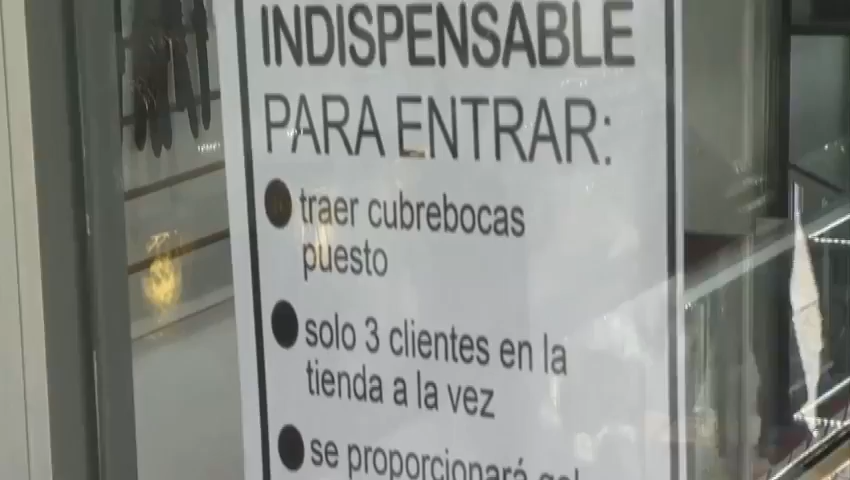 INDISPENSABLE
PARA ENTRAR:
traer cubrebocas
puesto
solo 3 clientes en la
tienda a la vez
se proporcionará